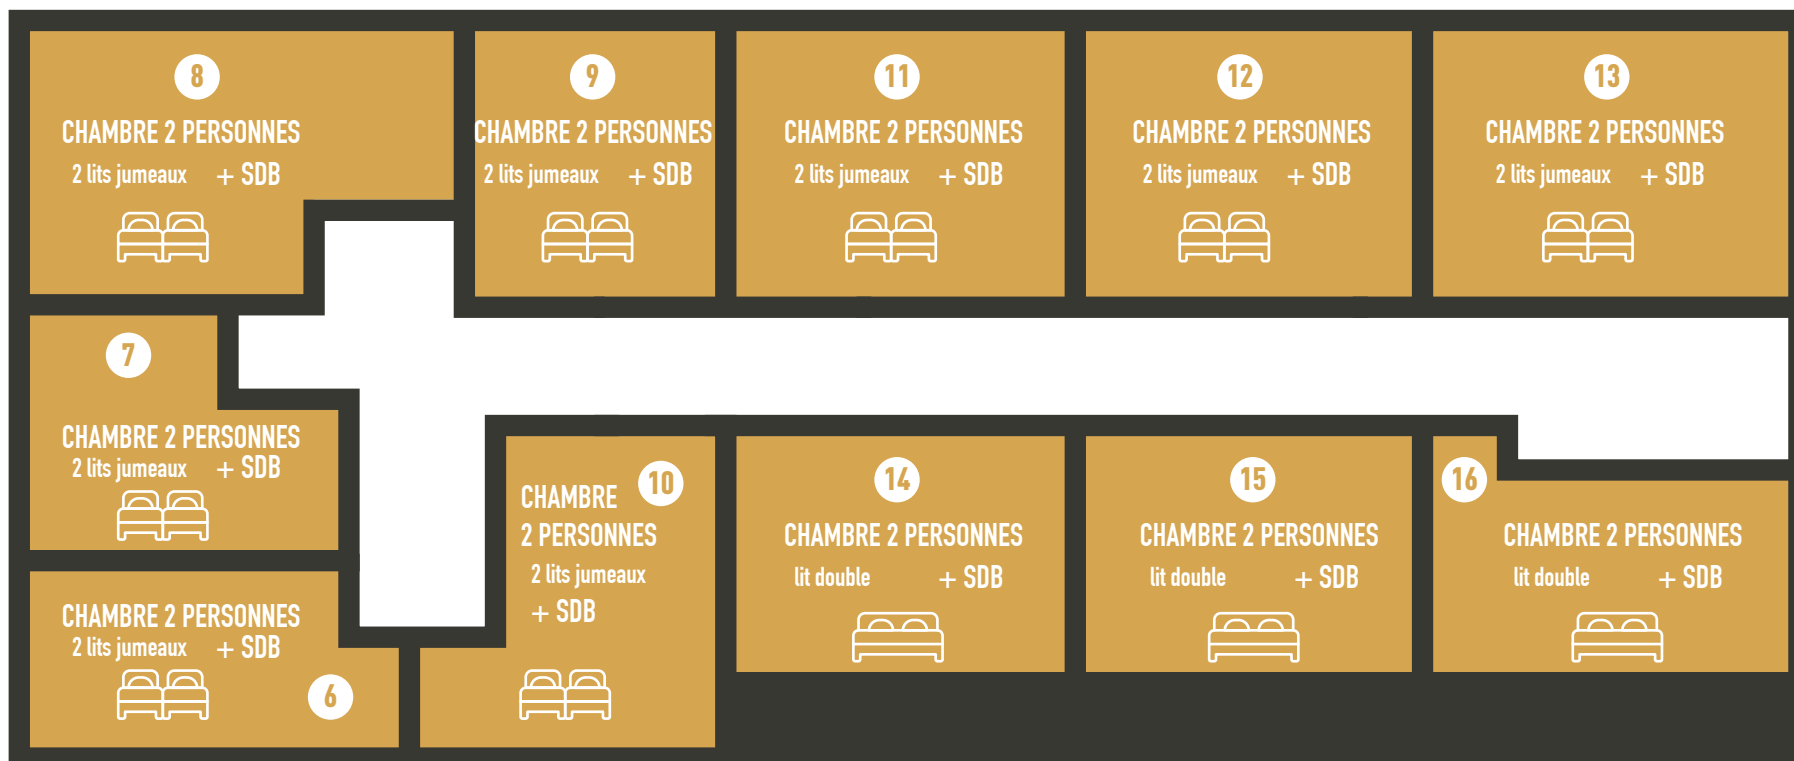 8
CHAMBRE 2 PERSONNES
2 lits jumeaux + SDB
9
CHAMBRE 2 PERSONNES
2 lits jumeaux + SDB
11
CHAMBRE 2 PERSONNES
2 lits jumeaux + SDB
12
CHAMBRE 2 PERSONNES
2 lits jumeaux + SDB
13
CHAMBRE 2 PERSONNES
2 lits jumeaux + SDB
7
CHAMBRE 2 PERSONNES
2 lits jumeaux + SDB
CHAMBRE 2 PERSONNES
2 lits jumeaux + SDB
6
10
CHAMBRE
2 PERSONNES
2 lits jumeaux
+ SDB
14
CHAMBRE 2 PERSONNES
lit double + SDB
15
CHAMBRE 2 PERSONNES
lit double + SDB
16
CHAMBRE 2 PERSONNES
lit double + SDB